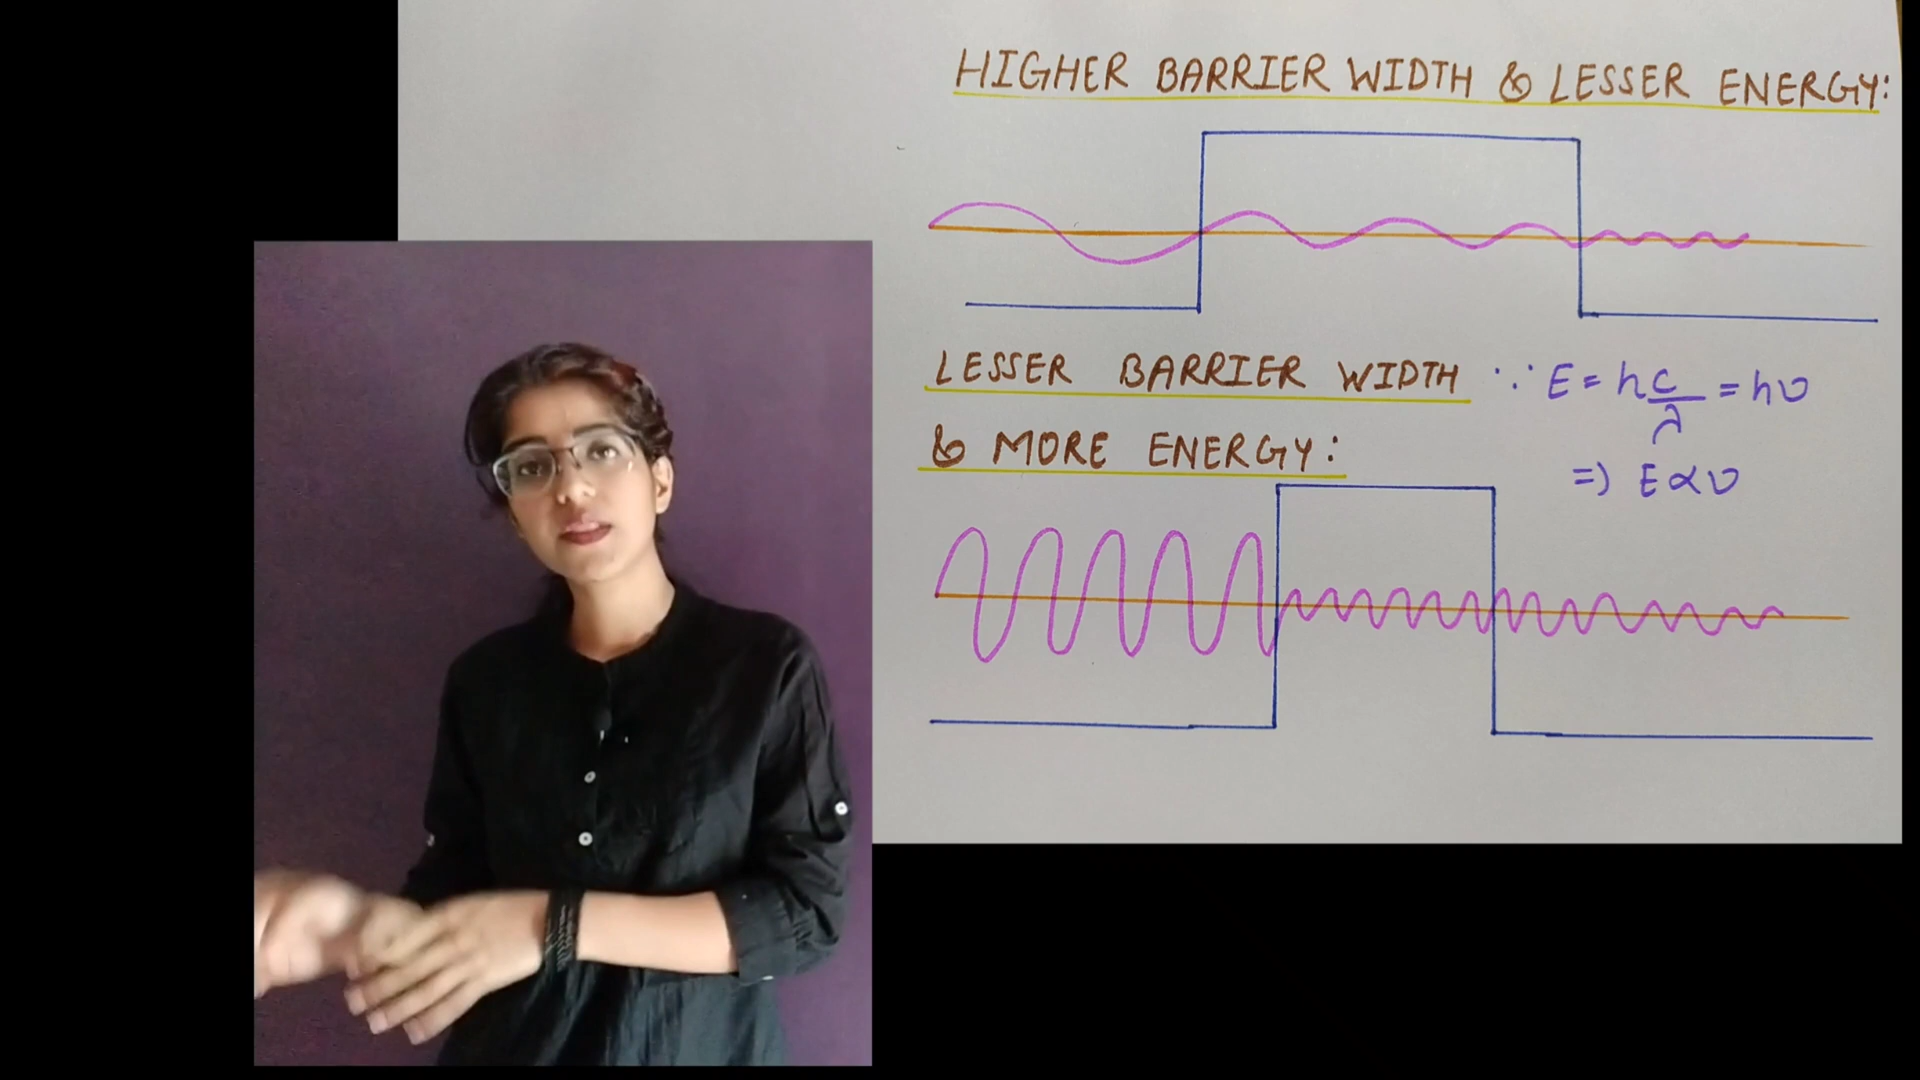 HIGHER BARRIER WIDTH & LESSER ENERGY:
LESSER BARRIER WIDTH
& MORE ENERGY:
∵ E = hc/λ = hν
=) E ∝ ν